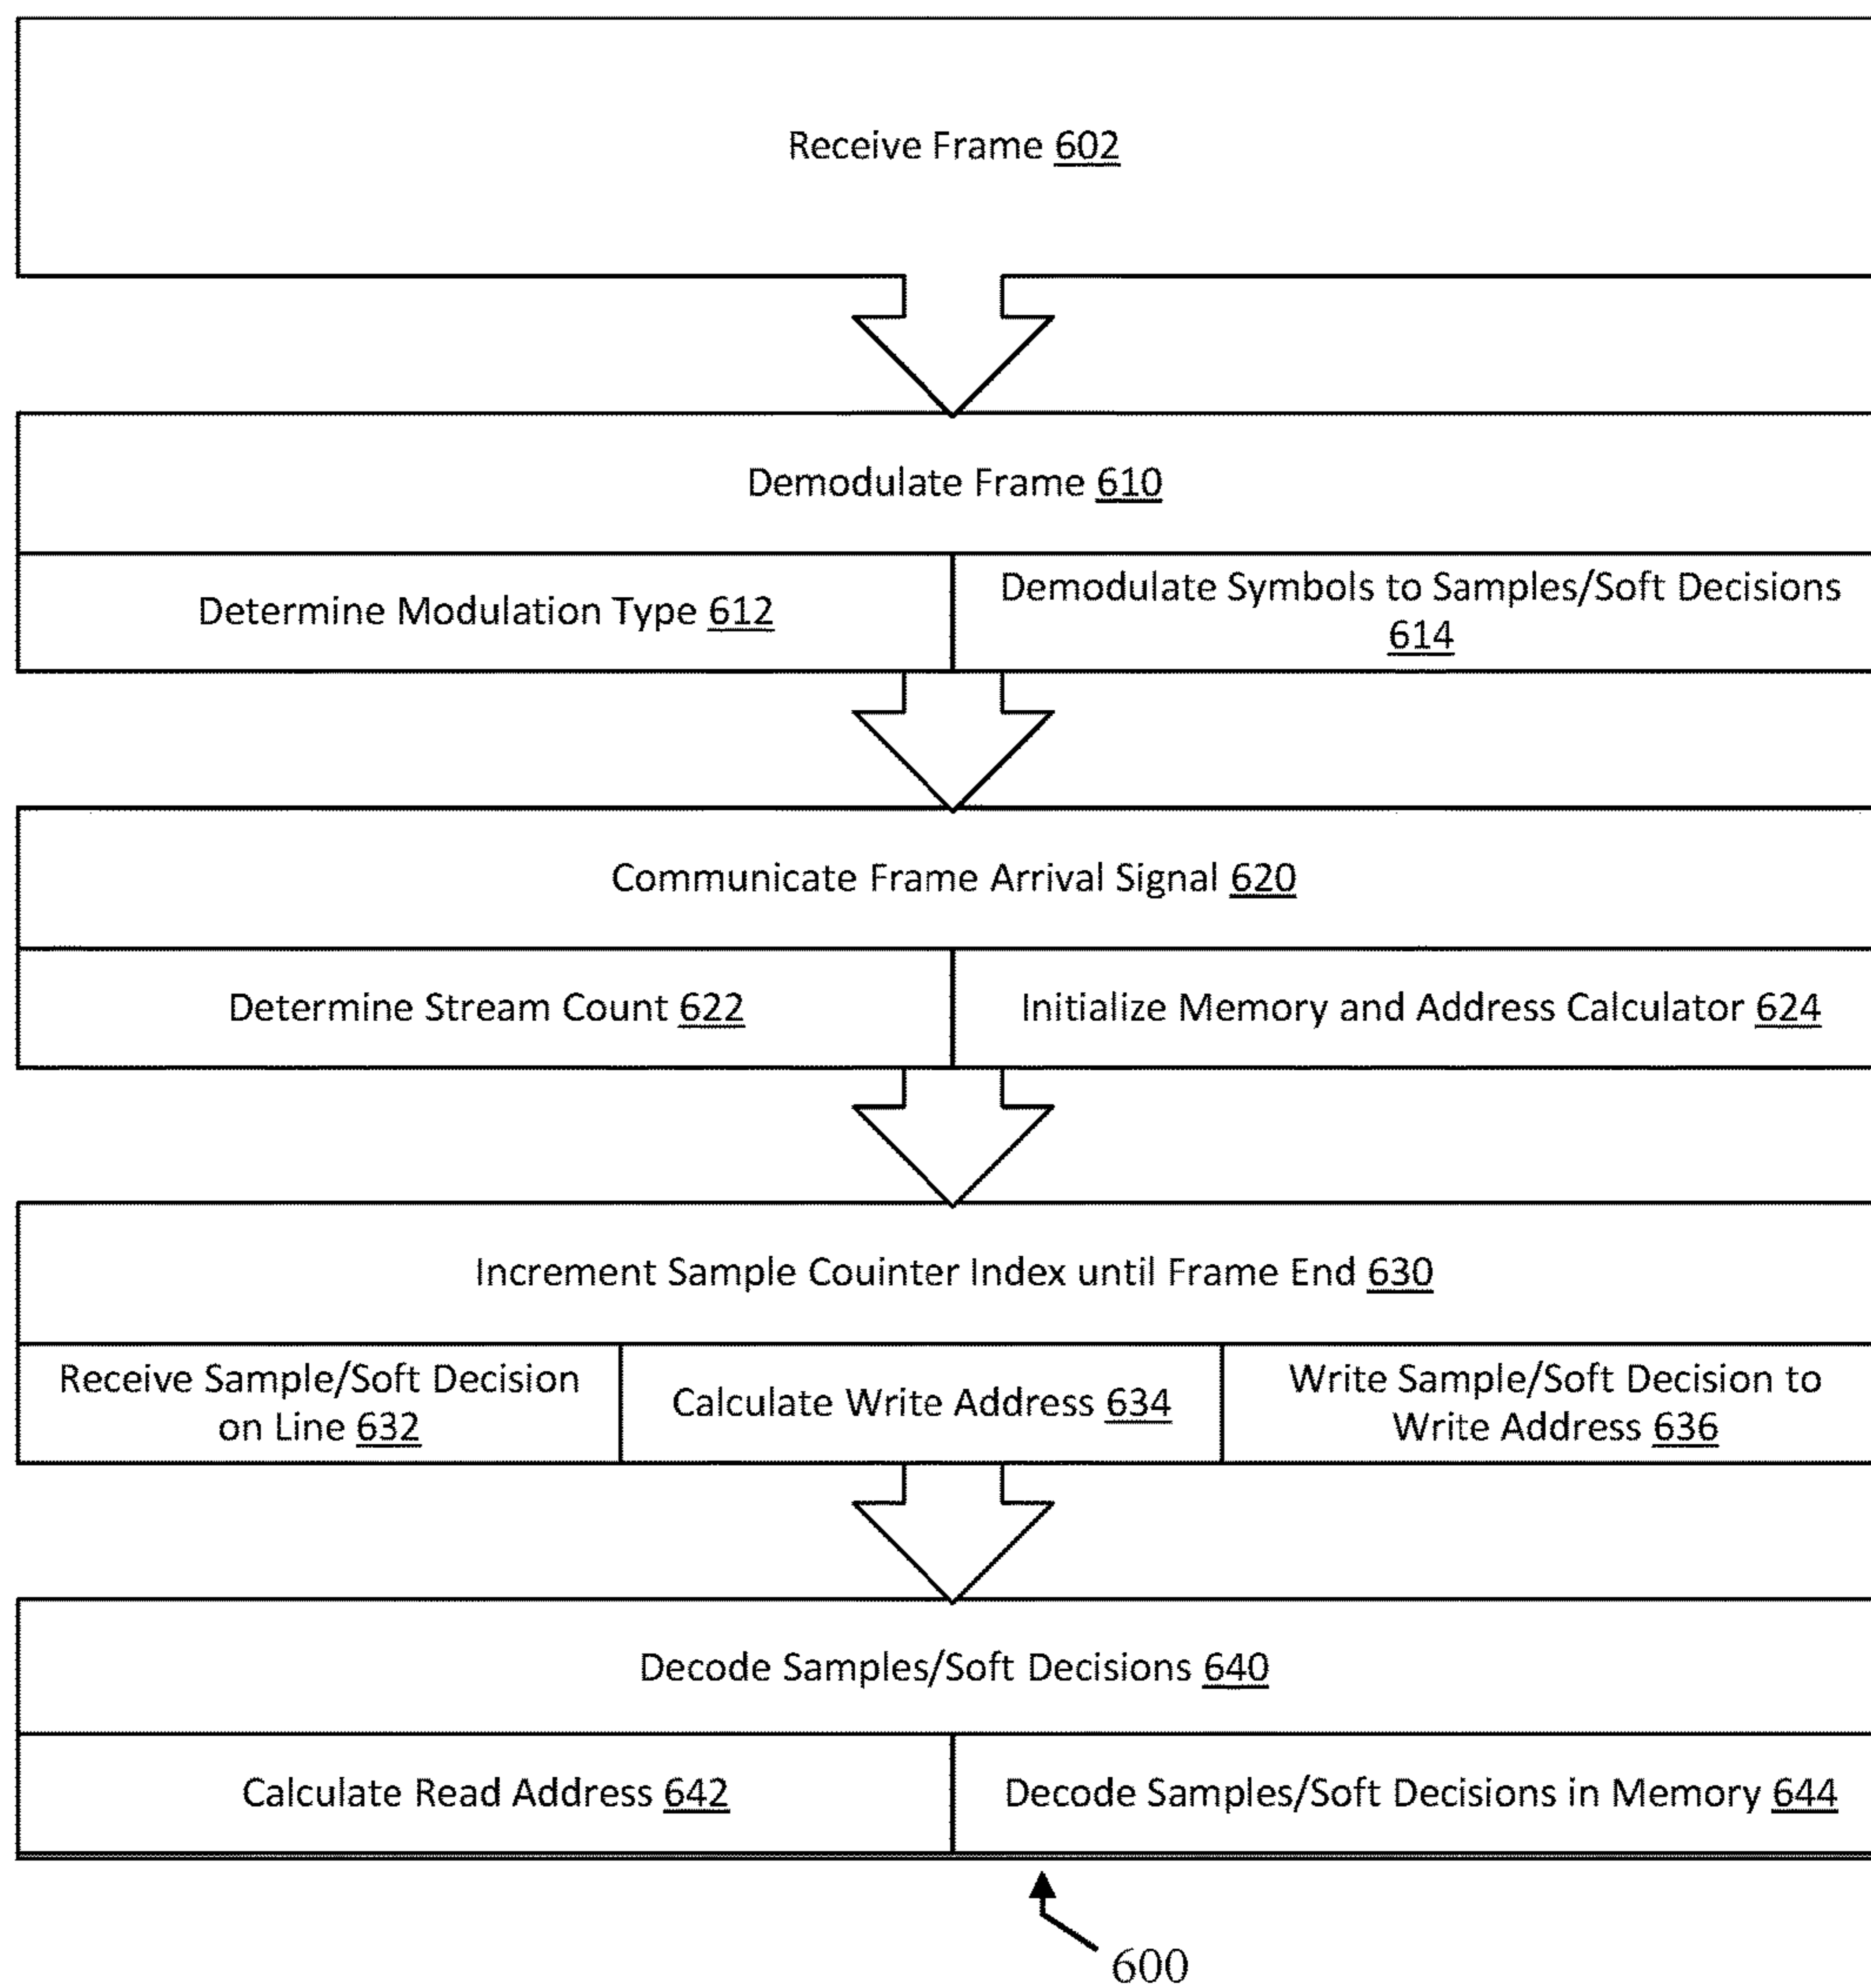 Receive Frame 602
Demodulate Frame 610
Determine Modulation Type 612
Demodulate Symbols to Samples/Soft Decisions
614
Communicate Frame Arrival Signal 620
Determine Stream Count 622
Initialize Memory and Address Calculator 624
Increment Sample Couinter Index until Frame End 630
Receive Sample/Soft Decision
on Line 632
Calculate Write Address 634
Write Sample/Soft Decision to
Write Address 636
Decode Samples/Soft Decisions 640
Calculate Read Address 642
Decode Samples/Soft Decisions in Memory 644
600